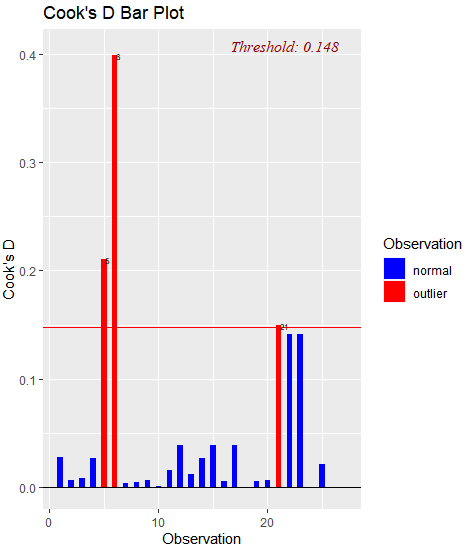 Cook's D Bar Plot
Threshold: 0.148
0.4
0.3
0.2
0.1
0.0
Cook's D
6
5
21
0
10
20
Observation
Observation
normal
outlier